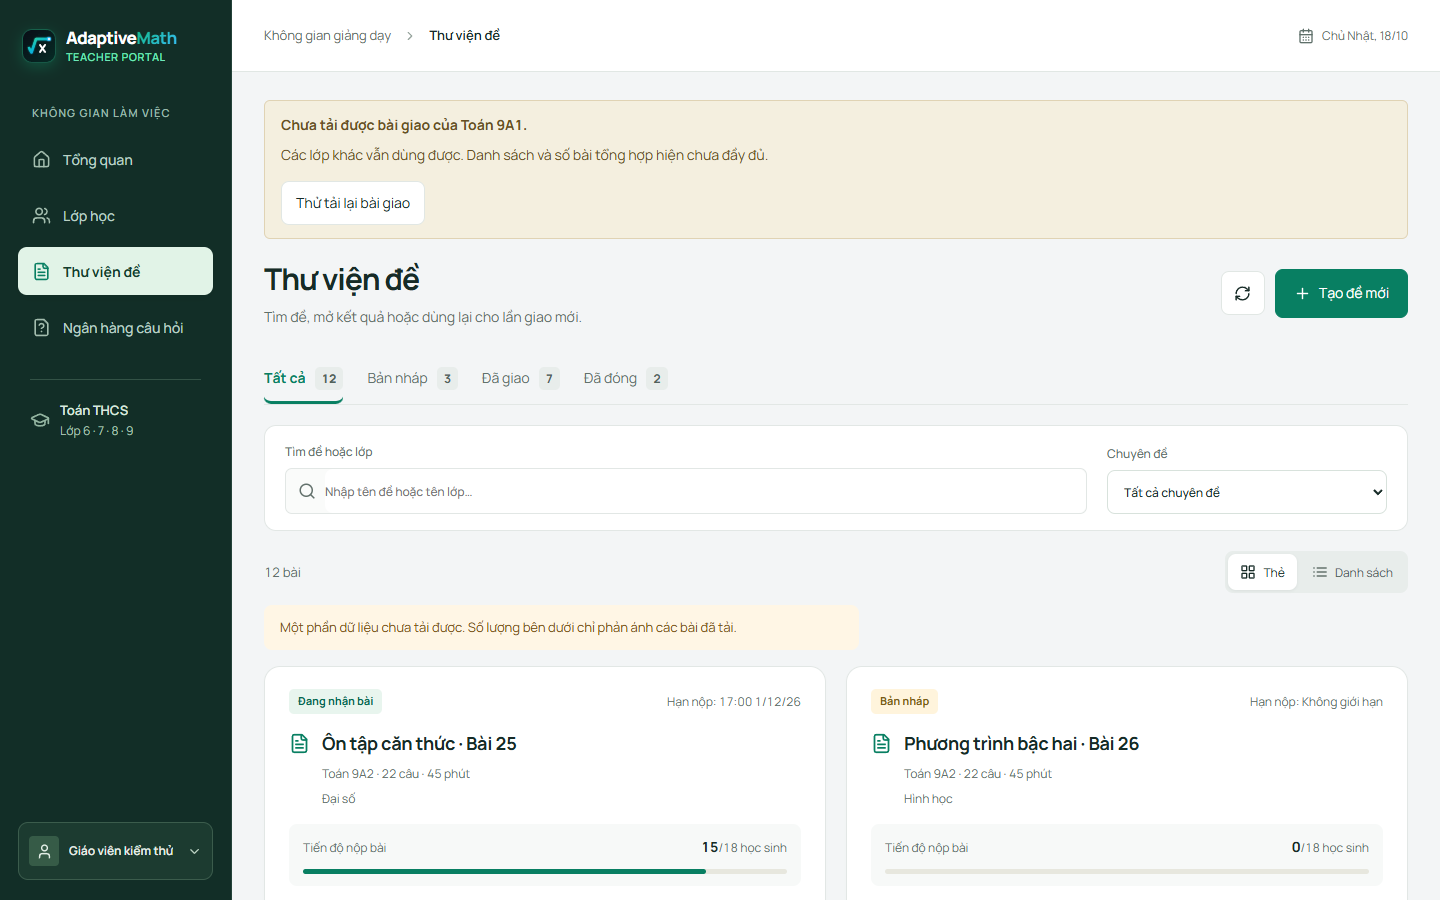 AdaptiveMath
TEACHER PORTAL
KHÔNG GIAN LÀM VIỆC
Tổng quan
Lớp học
Thư viện đề
Ngân hàng câu hỏi
Toán THCS
Lớp 6 · 7 · 8 · 9
Giáo viên kiểm thử
Không gian giảng dạy > Thư viện đề
Chủ Nhật, 18/10
Chưa tải được bài giao của Toán 9A1.
Các lớp khác vẫn dùng được. Danh sách và số bài tổng hợp hiện chưa đầy đủ.
Thử tải lại bài giao
Thư viện đề
Tìm đề, mở kết quả hoặc dùng lại cho lần giao mới.
Tạo đề mới
Tất cả 12 Bản nháp 3 Đã giao 7 Đã đóng 2
Tìm đề hoặc lớp
Nhập tên đề hoặc tên lớp...
Chuyên đề
Tất cả chuyên đề
12 bài
Thẻ
Danh sách
Một phần dữ liệu chưa tải được. Số lượng bên dưới chỉ phản ánh các bài đã tải.
Đang nhận bài
Hạn nộp: 17:00 1/12/26
Ôn tập căn thức · Bài 25
Toán 9A2 · 22 câu · 45 phút
Đại số
Tiến độ nộp bài
15/18 học sinh
Bản nháp
Hạn nộp: Không giới hạn
Phương trình bậc hai · Bài 26
Toán 9A2 · 22 câu · 45 phút
Hình học
Tiến độ nộp bài
0/18 học sinh